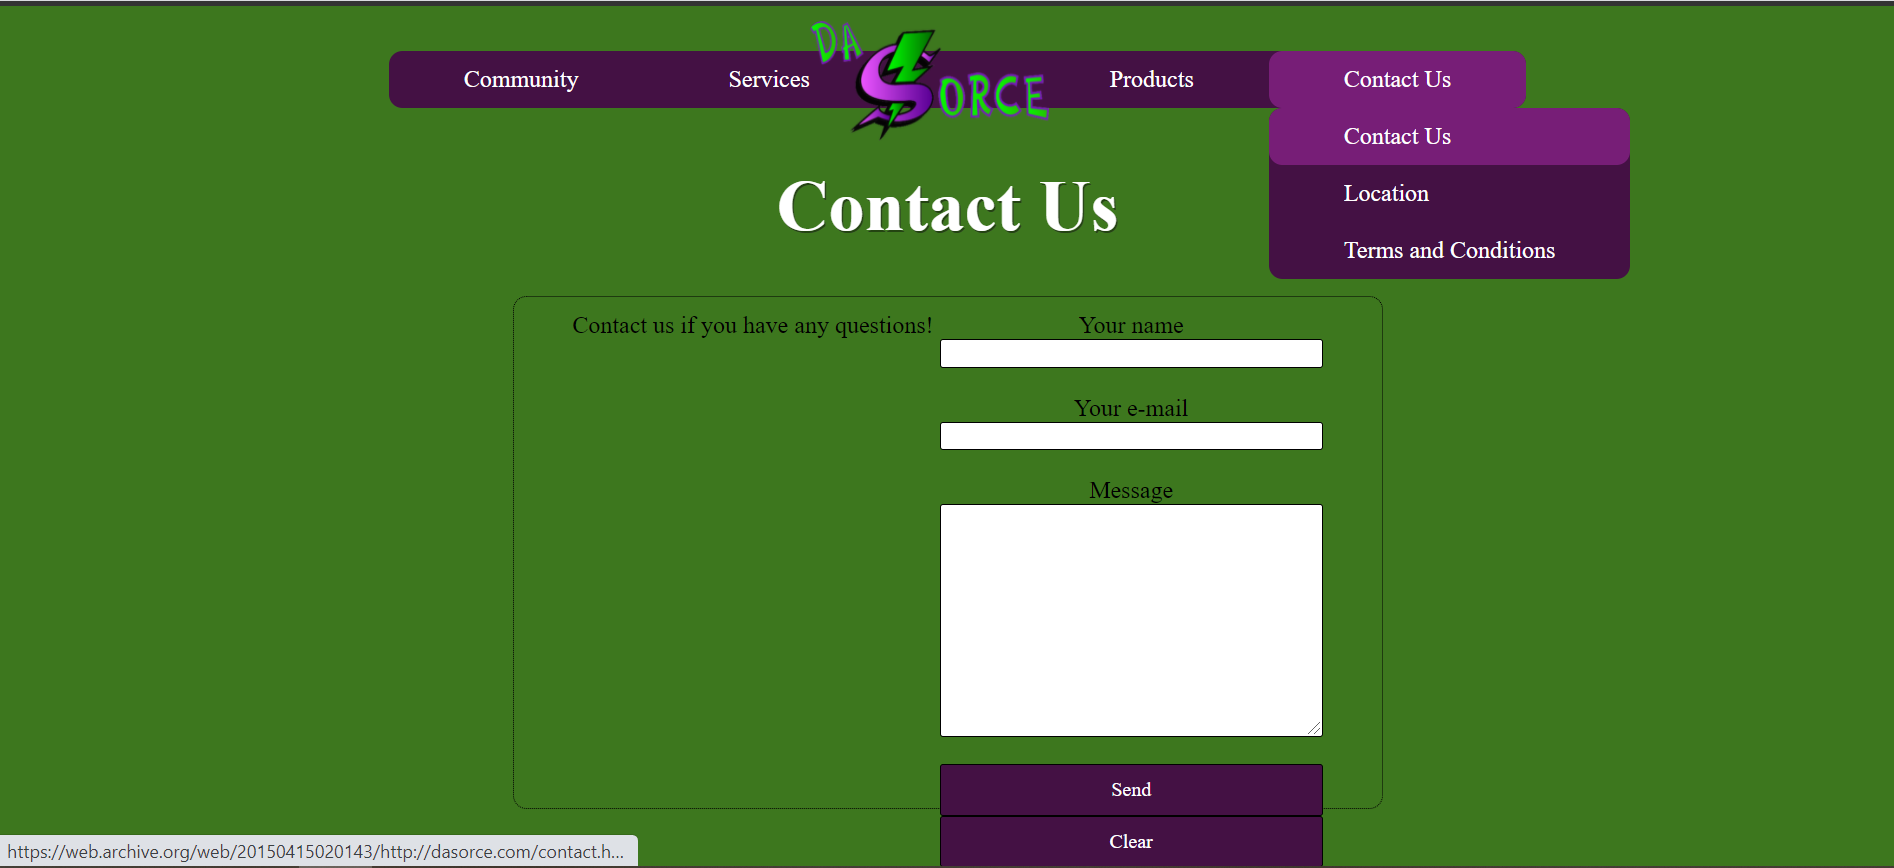 Community Services DA SORCE Products Contact Us
Contact Us
Location
Terms and Conditions
Contact Us
Contact us if you have any questions!
Your name
Your e-mail
Message
Send
Clear
https://web.archive.org/web/20150415020143/http://dasorce.com/contact.h...